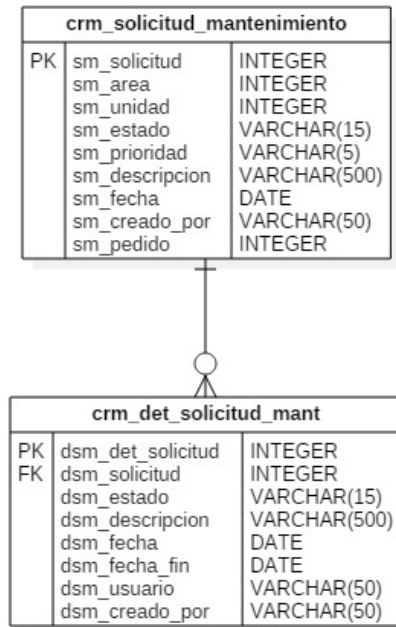 crm_solicitud_mantenimiento
PK sm_solicitud INTEGER
sm_area INTEGER
sm_unidad INTEGER
sm_estado VARCHAR(15)
sm_prioridad VARCHAR(5)
sm_descripcion VARCHAR(500)
sm_fecha DATE
sm_creado_por VARCHAR(50)
sm_pedido INTEGER
crm_det_solicitud_mant
PK dsm_det_solicitud INTEGER
FK dsm_solicitud INTEGER
dsm_estado VARCHAR(15)
dsm_descripcion VARCHAR(500)
dsm_fecha DATE
dsm_fecha_fin DATE
dsm_usuario VARCHAR(50)
dsm_creado_por VARCHAR(50)